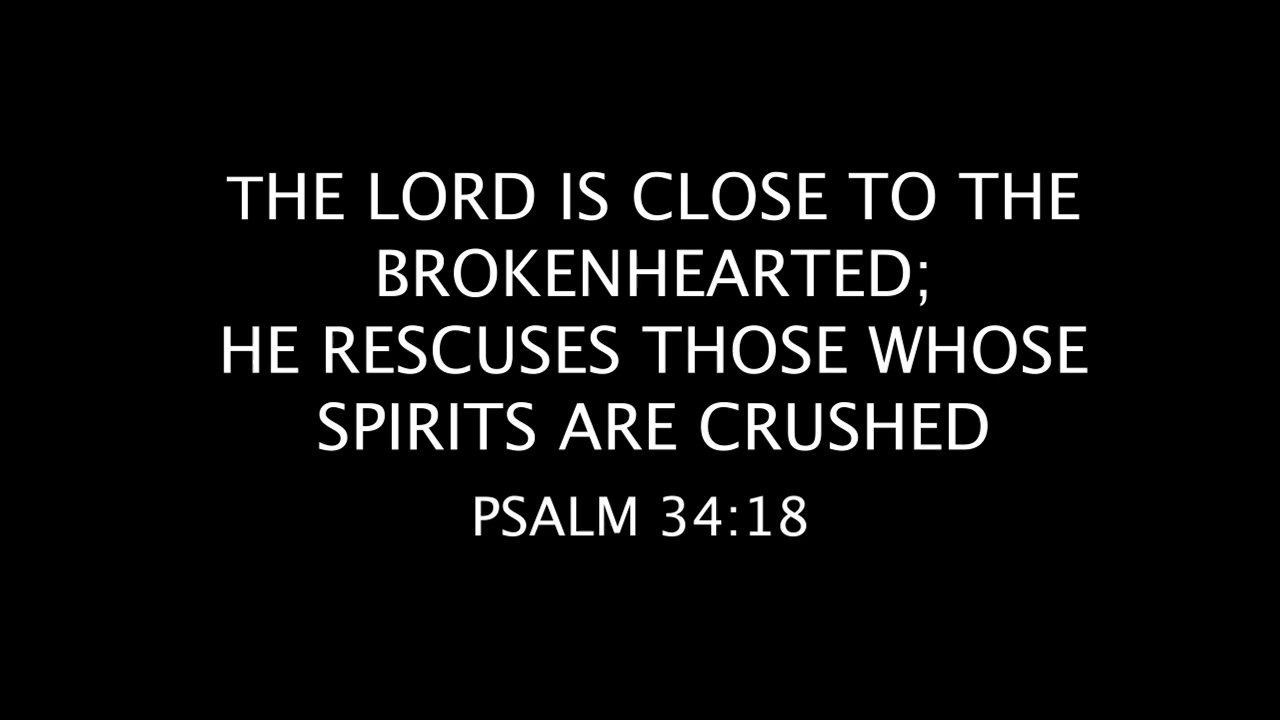 THE LORD IS CLOSE TO THE
BROKENHEARTED;
HE RESCUES THOSE WHOSE
SPIRITS ARE CRUSHED
PSALM 34:18